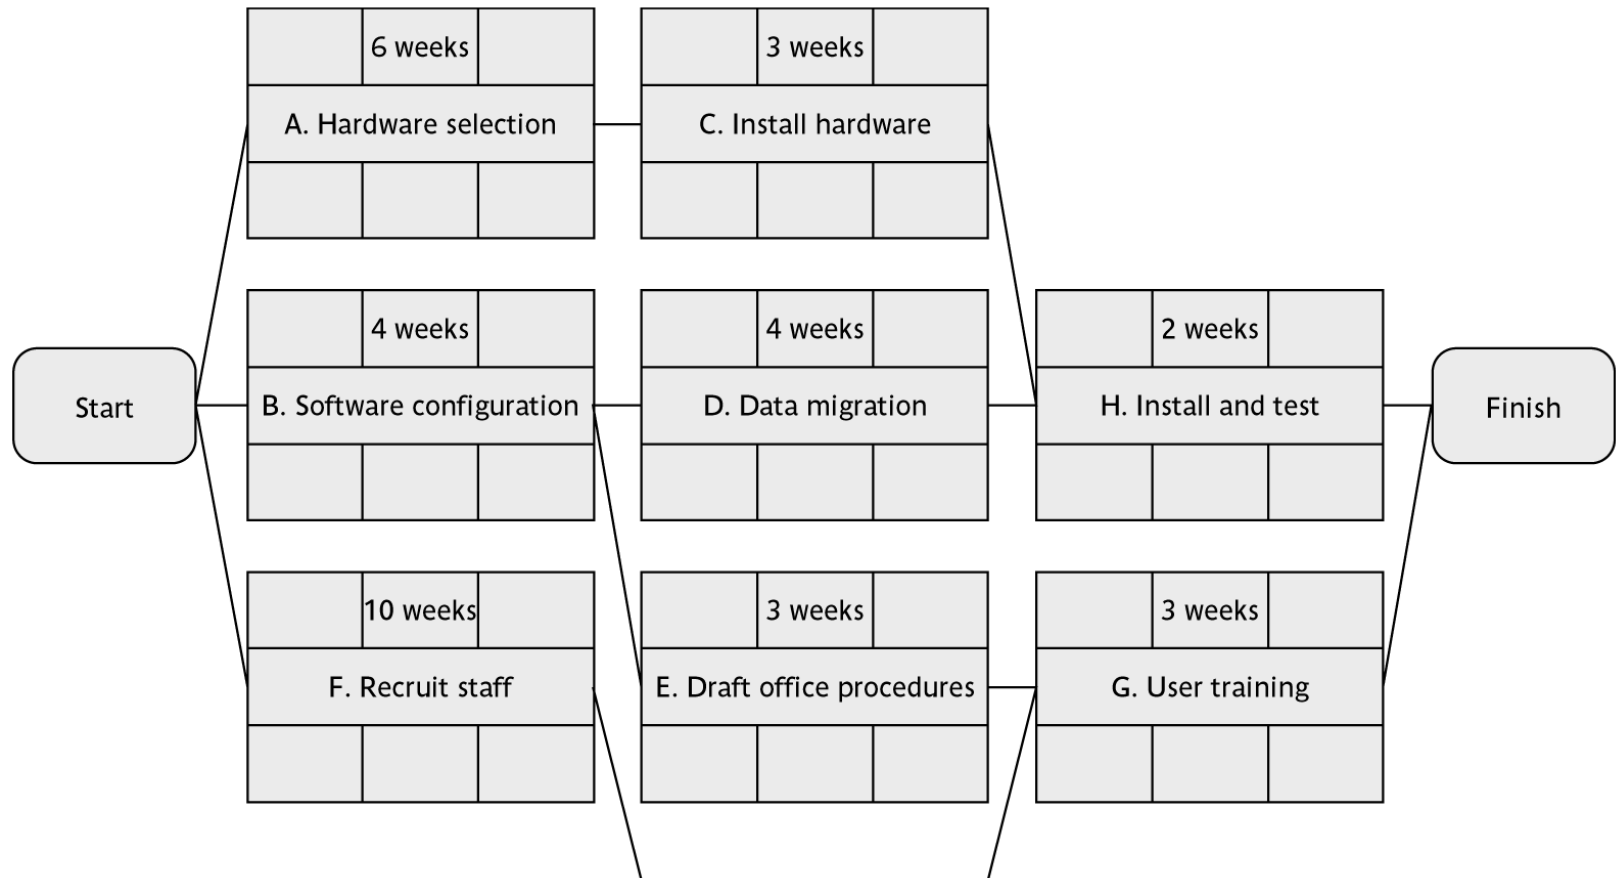 6 weeks
3 weeks
A. Hardware selection
C. Install hardware
4 weeks
4 weeks
2 weeks
Start
B. Software configuration
D. Data migration
H. Install and test
Finish
10 weeks
3 weeks
3 weeks
F. Recruit staff
E. Draft office procedures
G. User training